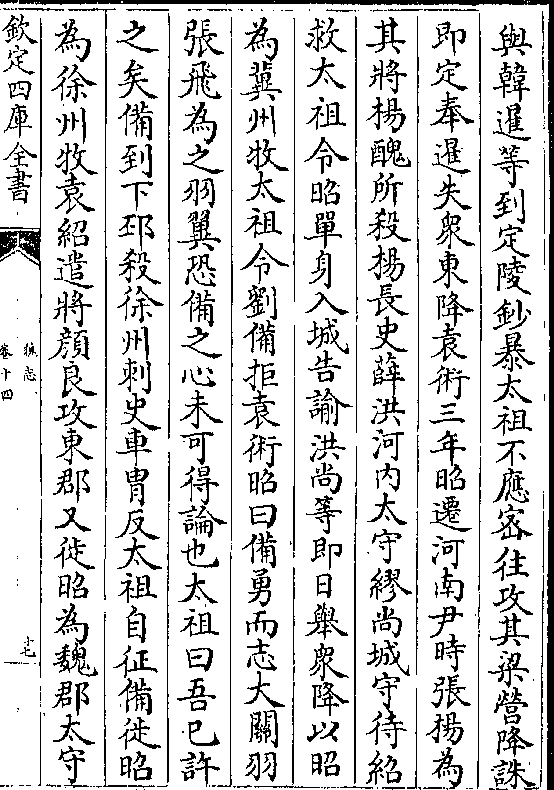 與韓暹等到定陵鈔暴太祖不應密往攻其梁營降誅
即定奉暹失衆東降袁術三年昭遷河南尹時張揚為
其將揚醜所殺揚長史薛洪河内太守繆尚城守待紹
救太祖令昭單身入城告諭洪尚等即日舉衆降以昭
為冀州牧太祖令劉備拒袁術昭曰備勇而志大關羽
張飛為之羽翼恐備之心未可得論也太祖曰吾已許
之矣備到下邳殺徐州刺史車胄反太祖自征備徙昭
為徐州牧袁紹遣將顔良攻東郡又徙昭為魏郡太守
欽定四庫全書
魏志
卷十四
十七